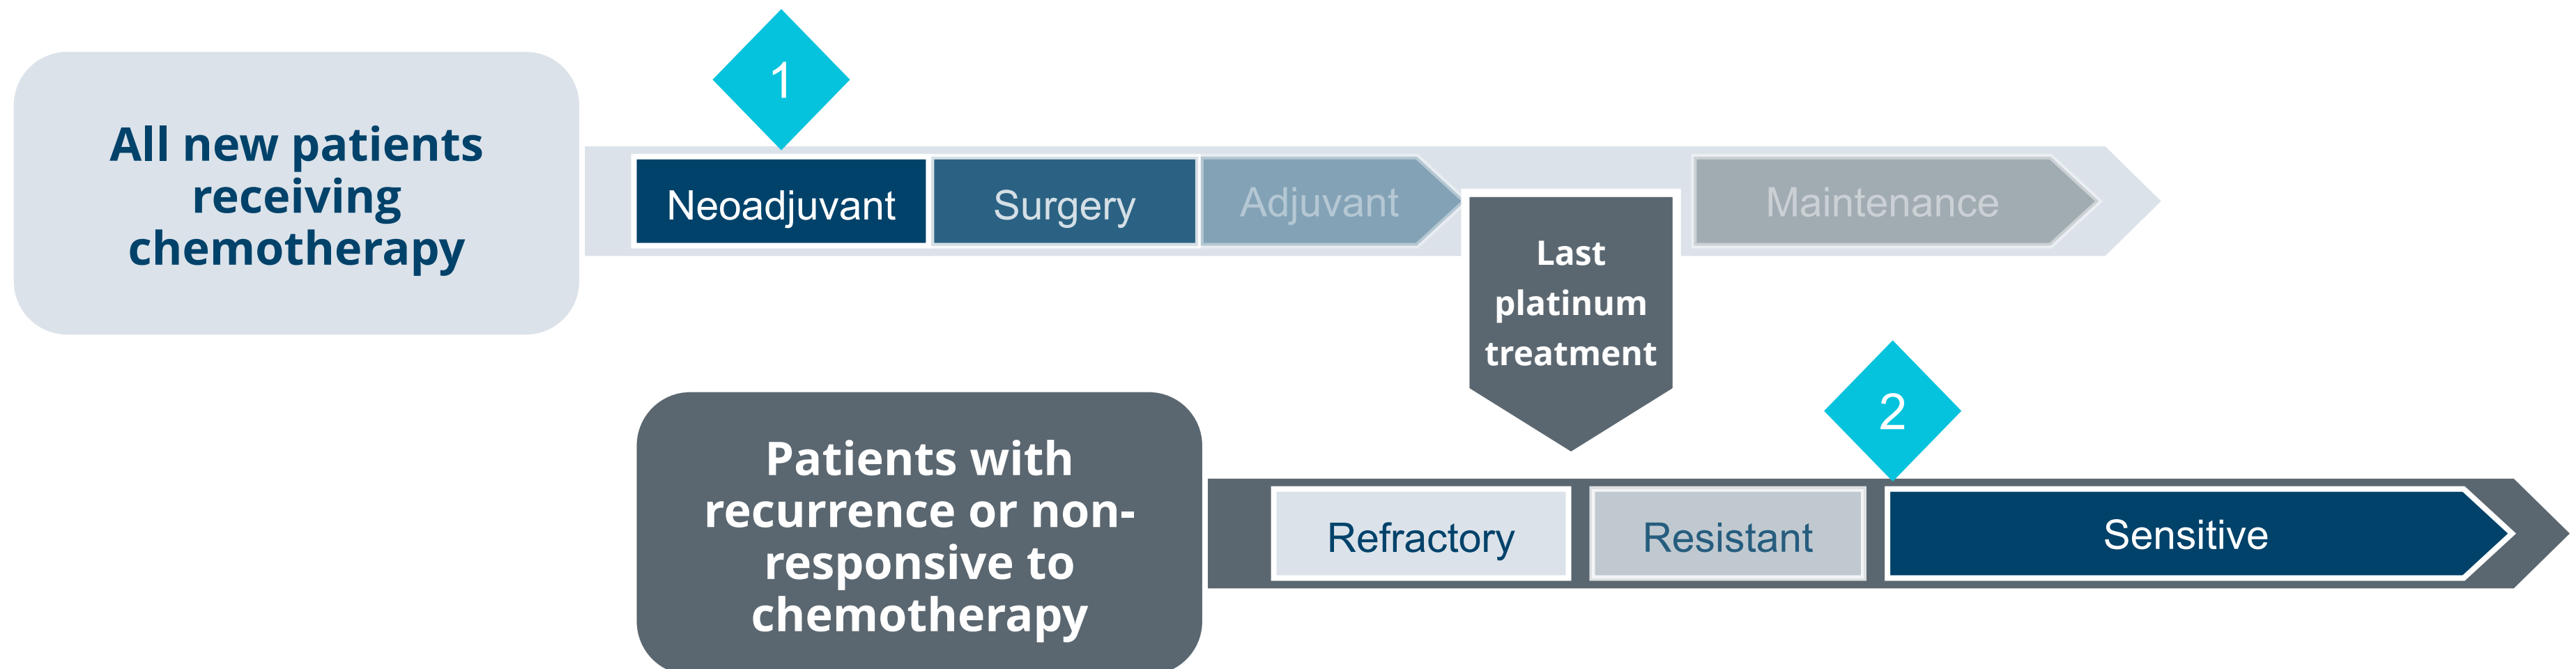 1
All new patients
receiving
chemotherapy
Neoadjuvant
Surgery
Adjuvant
Maintenance
Last
platinum
treatment
2
Patients with
recurrence or non-
responsive to
chemotherapy
Refractory
Resistant
Sensitive